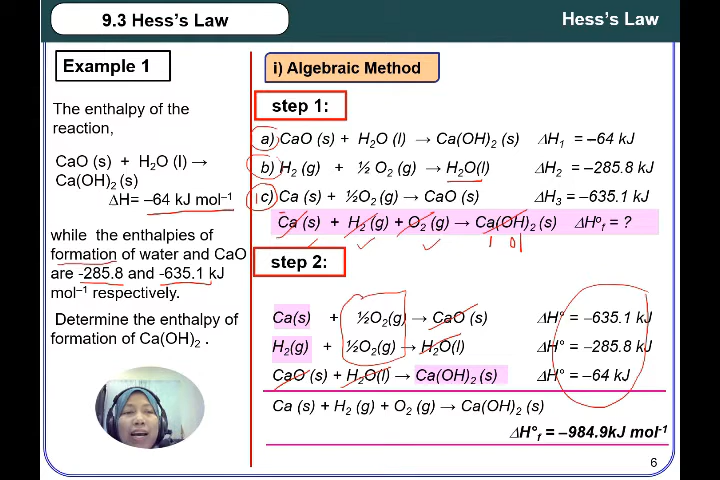 9.3 Hess's Law
Hess's Law
Example 1
The enthalpy of the
reaction,
CaO (s) + H₂O (l) →
Ca(OH)₂ (s)
ΔH= –64 kJ mol⁻¹
while the enthalpies of
formation of water and CaO
are -285.8 and -635.1 kJ
mol⁻¹ respectively.
Determine the enthalpy of
formation of Ca(OH)₂ .
i) Algebraic Method
step 1:
a) CaO (s) + H₂O (l) → Ca(OH)₂ (s) ΔH₁ = –64 kJ
b) H₂ (g) + ½ O₂ (g) → H₂O(l) ΔH₂ = –285.8 kJ
c) Ca (s) + ½O₂ (g) → CaO (s) ΔH₃ = –635.1 kJ
Ca (s) + H₂ (g) + O₂ (g) → Ca(OH)₂ (s) ΔH°f = ?
step 2:
Ca(s) + ½O₂(g) → CaO (s) ΔH° = –635.1 kJ
H₂(g) + ½O₂(g) → H₂O(l) ΔH° = –285.8 kJ
CaO (s) + H₂O(l) → Ca(OH)₂ (s) ΔH° = –64 kJ
Ca (s) + H₂ (g) + O₂ (g) → Ca(OH)₂ (s)
ΔH°f = –984.9kJ mol⁻¹
6